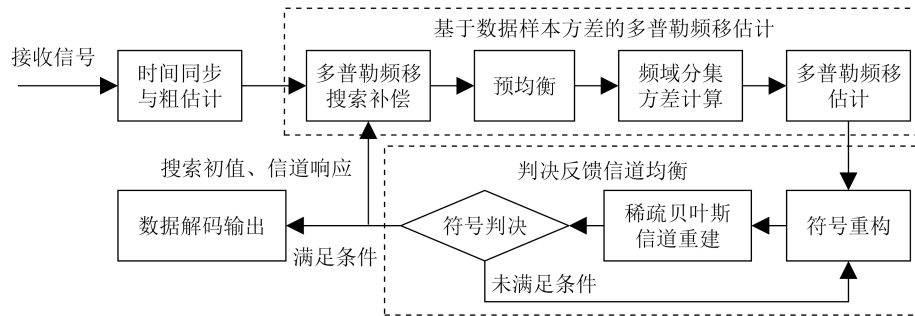 基于数据样本方差的多普勒频移估计
接收信号
时间同步
与粗估计
多普勒频移
搜索补偿
预均衡
频域分集
方差计算
多普勒频移
估计
搜索初值、信道响应
判决反馈信道均衡
数据解码输出
满足条件
符号判决
稀疏贝叶斯
信道重建
符号重构
未满足条件